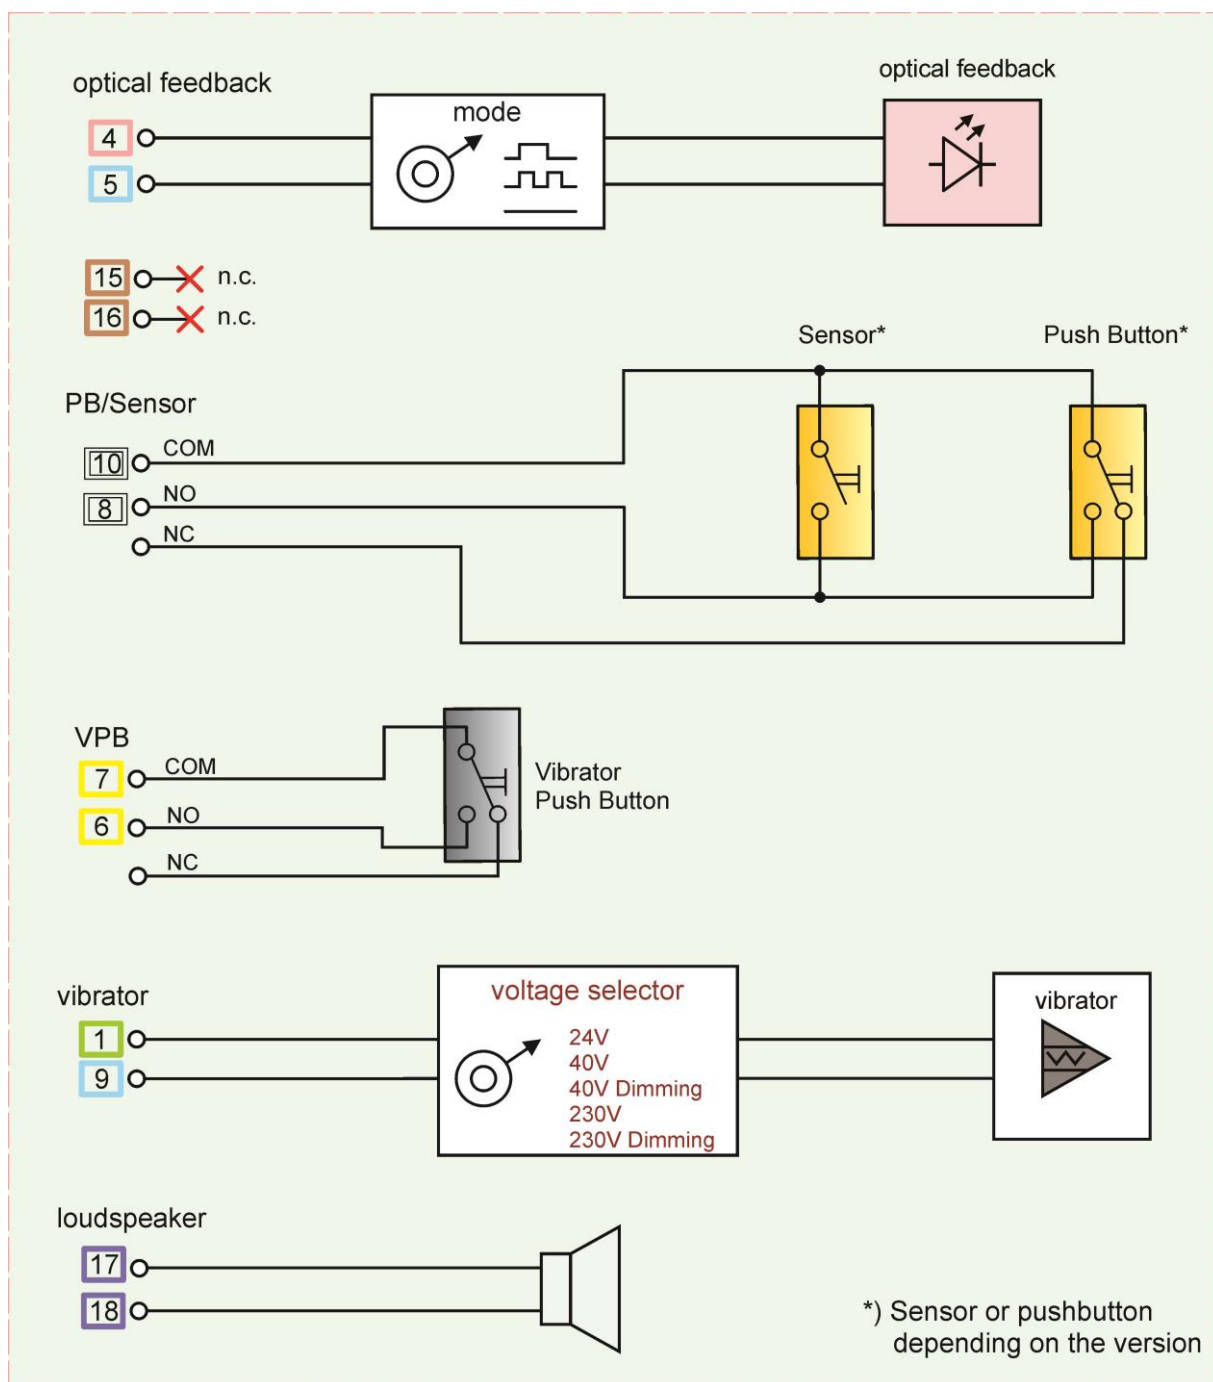 optical feedback
optical feedback
mode
4
5
15 n.c.
16 n.c.
Sensor*
Push Button*
PB/Sensor
10 COM
8 NO
NC
VPB
7 COM
6 NO
NC
Vibrator
Push Button
vibrator
1
9
voltage selector
24V
40V
40V Dimming
230V
230V Dimming
vibrator
loudspeaker
17
18
*) Sensor or pushbutton
depending on the version